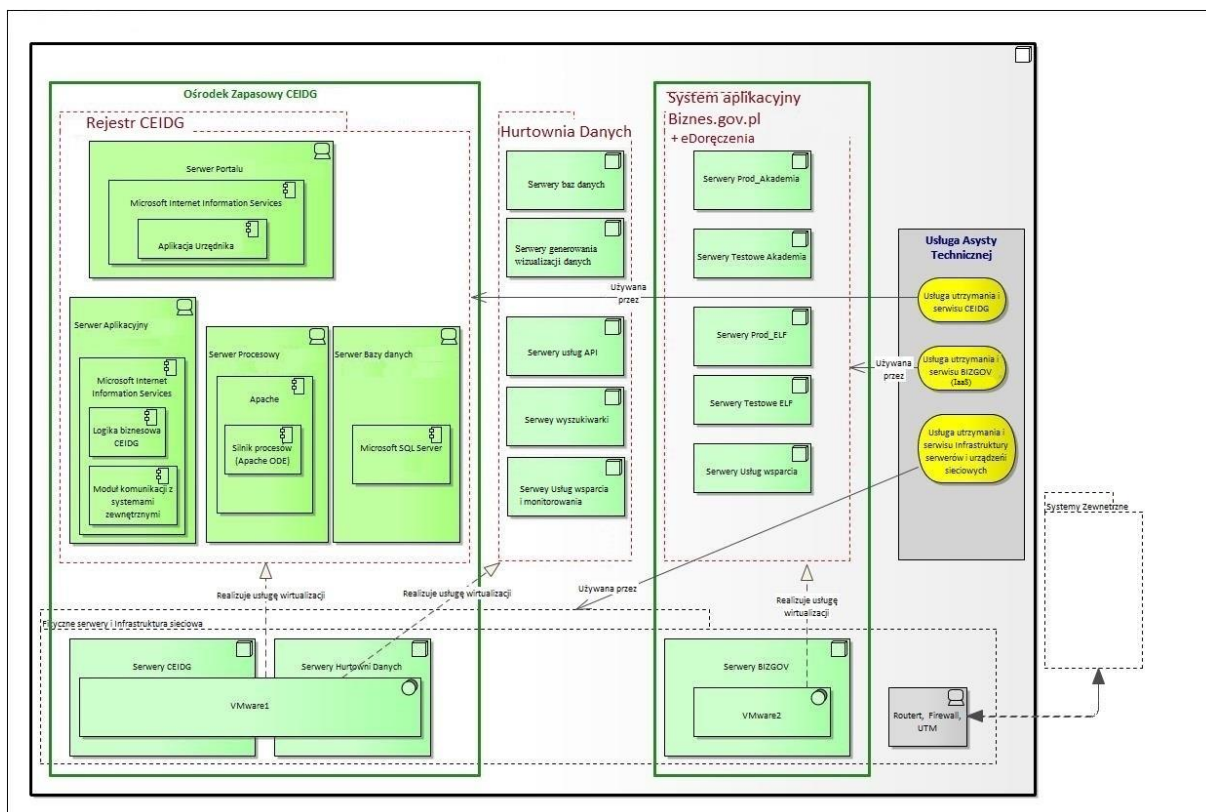 Ośrodek Zapasowy CEIDG
Rejestr CEIDG
Serwer Portalu
Microsoft Internet Information Services
Aplikacja Urzędnika
Serwer Aplikacyjny
Microsoft Internet
Information Services
Logika biznesowa
CEIDG
Moduł komunikacji z
systemami
zewnętrznymi
Serwer Procesowy
Apache
Silnik procesów
(Apache ODE)
Serwer Bazy danych
Microsoft SQL Server
Hurtownia Danych
Serwery baz danych
Serwery generowania
wizualizacji danych
Serwery usług API
Serwey wyszukiwarki
Serwey Usług wsparcia
i monitorowania
System aplikacyjny
Biznes.gov.pl
+ eDoręczenia
Serwery Prod_Akademia
Serwery Testowe Akademia
Serwery Prod_ELF
Serwery Testowe ELF
Serwery Usług wsparcia
Usługa Asysty
Technicznej
Usługa utrzymania i
serwisu CEIDG
Usługa utrzymania i
serwisu BIZGOV
(IaaS)
Usługa utrzymania i
serwisu Infrastruktury
serwerów i urządzeń
sieciowych
Używana
przez
Używana
przez
Używana przez
Systemy Zewnetrzne
Realizuje usługę wirtualizacji
Realizuje usługę wirtualizacji
Realizuje usługę
wirtualizacji
Fizyczne serwery i Infrastruktura sieciowa
Serwery CEIDG
Serwery Hurtowni Danych
VMware1
Serwery BIZGOV
VMware2
Routert, Firewall,
UTM